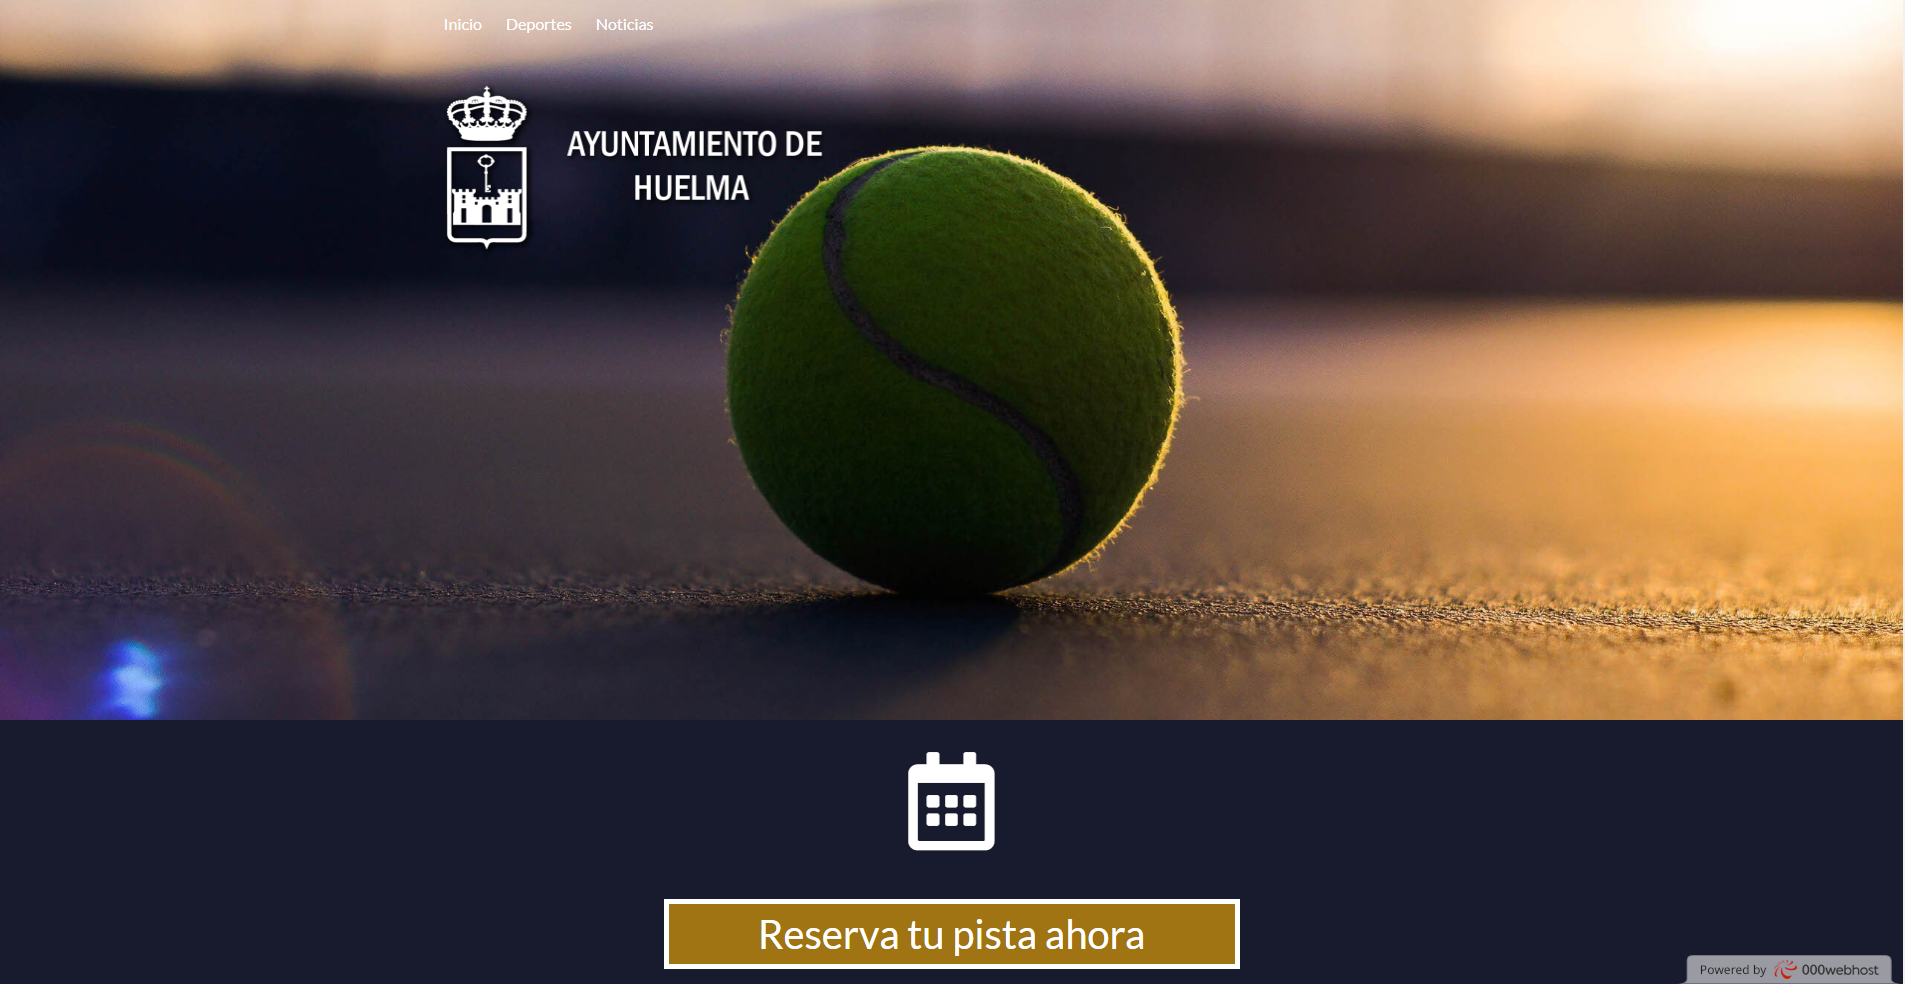 Inicio Deportes Noticias
AYUNTAMIENTO DE
HUELMA
Reserva tu pista ahora
Powered by 000webhost